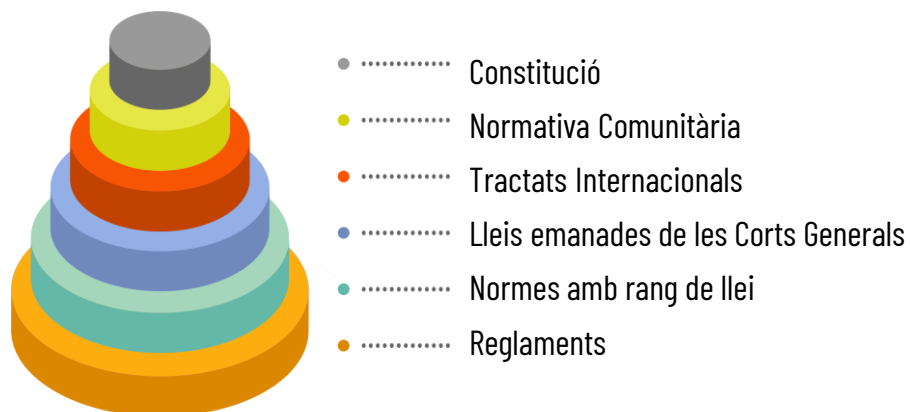 Constitució
Normativa Comunitària
Tractats Internacionals
Lleis emanades de les Corts Generals
Normes amb rang de llei
Reglaments